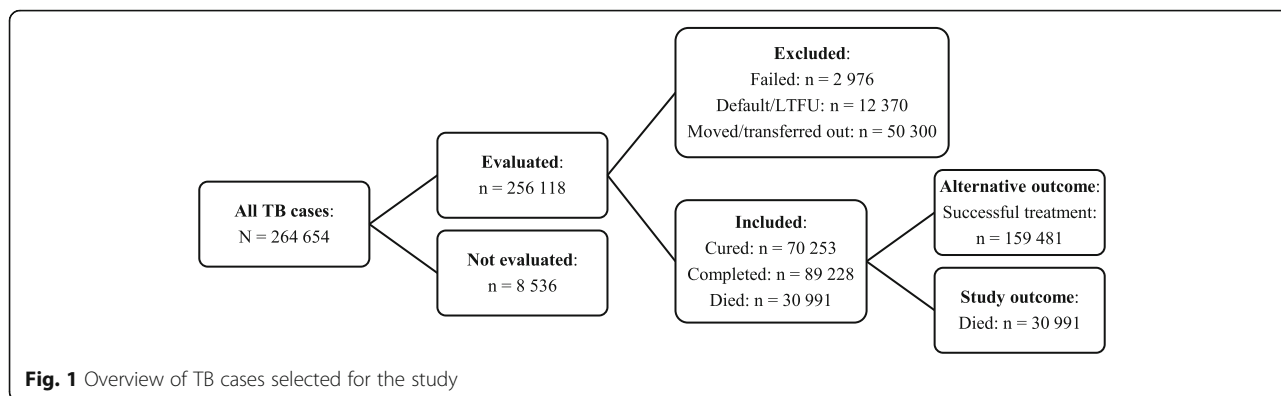 All TB cases:
N = 264 654
Evaluated:
n = 256 118
Not evaluated:
n = 8 536
Excluded:
Failed: n = 2 976
Default/LTFU: n = 12 370
Moved/transferred out: n = 50 300
Included:
Cured: n = 70 253
Completed: n = 89 228
Died: n = 30 991
Alternative outcome:
Successful treatment:
n = 159 481
Study outcome:
Died: n = 30 991
Fig. 1 Overview of TB cases selected for the study